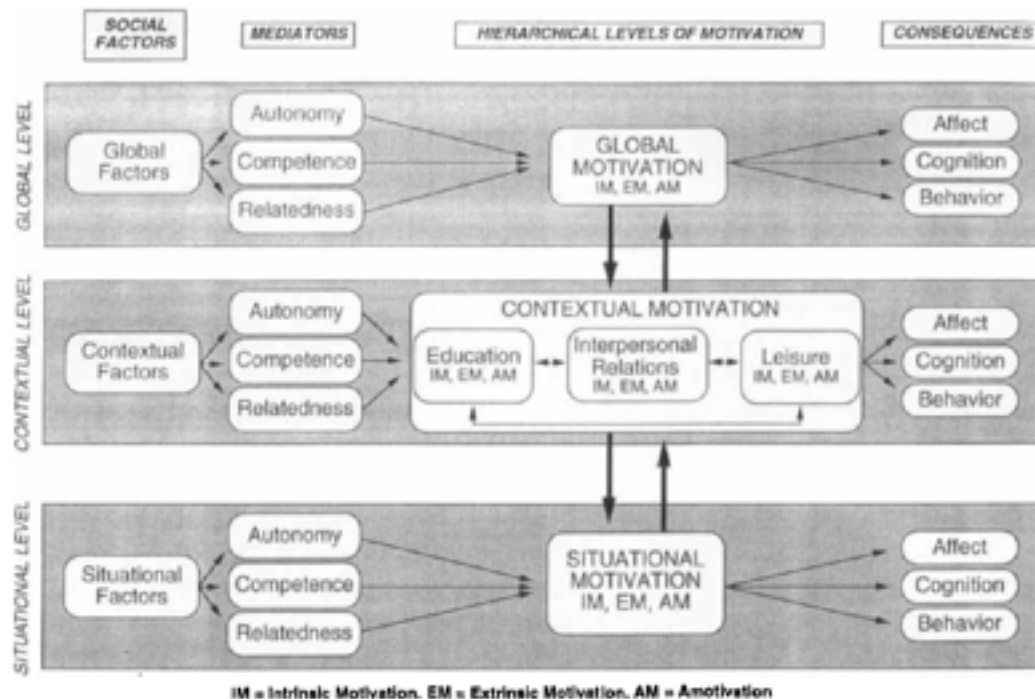 SOCIAL
FACTORS
MEDIATORS
HIERARCHICAL LEVELS OF MOTIVATION
CONSEQUENCES
GLOBAL LEVEL
Global
Factors
Autonomy
Competence
Relatedness
GLOBAL
MOTIVATION
IM, EM, AM
Affect
Cognition
Behavior
CONTEXTUAL LEVEL
Contextual
Factors
Autonomy
Competence
Relatedness
CONTEXTUAL MOTIVATION
Education
IM, EM, AM
Interpersonal
Relations
IM, EM, AM
Leisure
IM, EM, AM
Affect
Cognition
Behavior
SITUATIONAL LEVEL
Situational
Factors
Autonomy
Competence
Relatedness
SITUATIONAL
MOTIVATION
IM, EM, AM
Affect
Cognition
Behavior
IM = Intrinsic Motivation, EM = Extrinsic Motivation, AM = Amotivation